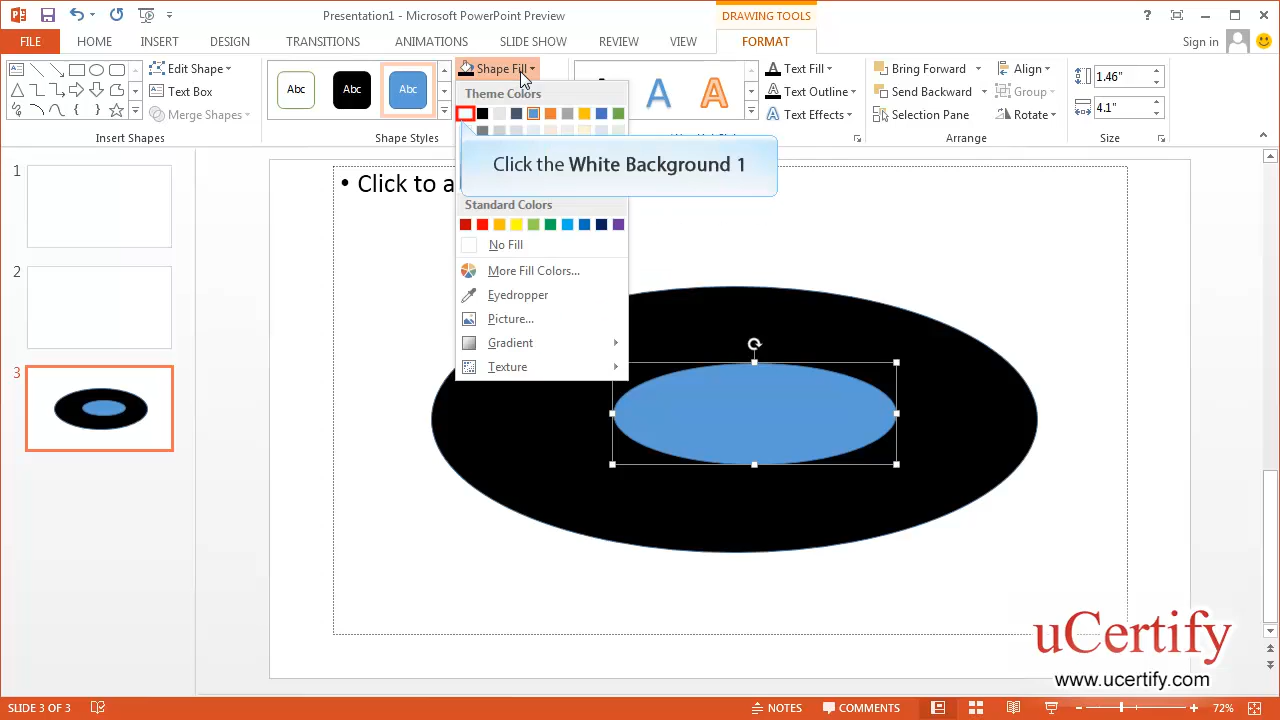 Presentation1 - Microsoft PowerPoint Preview
DRAWING TOOLS
FILE
HOME
INSERT
DESIGN
TRANSITIONS
ANIMATIONS
SLIDE SHOW
REVIEW
VIEW
FORMAT
Sign in
Edit Shape
Text Box
Merge Shapes
Insert Shapes
Abc
Abc
Abc
Shape Styles
Shape Fill
Theme Colors
Click the White Background 1
Standard Colors
No Fill
More Fill Colors...
Eyedropper
Picture...
Gradient
Texture
A
A
Text Fill
Text Outline
Text Effects
Bring Forward
Send Backward
Selection Pane
Align
Group
Rotate
Arrange
1.46"
4.1"
Size
1
2
3
• Click to a
uCertify
www.ucertify.com
SLIDE 3 OF 3
NOTES
COMMENTS
72%